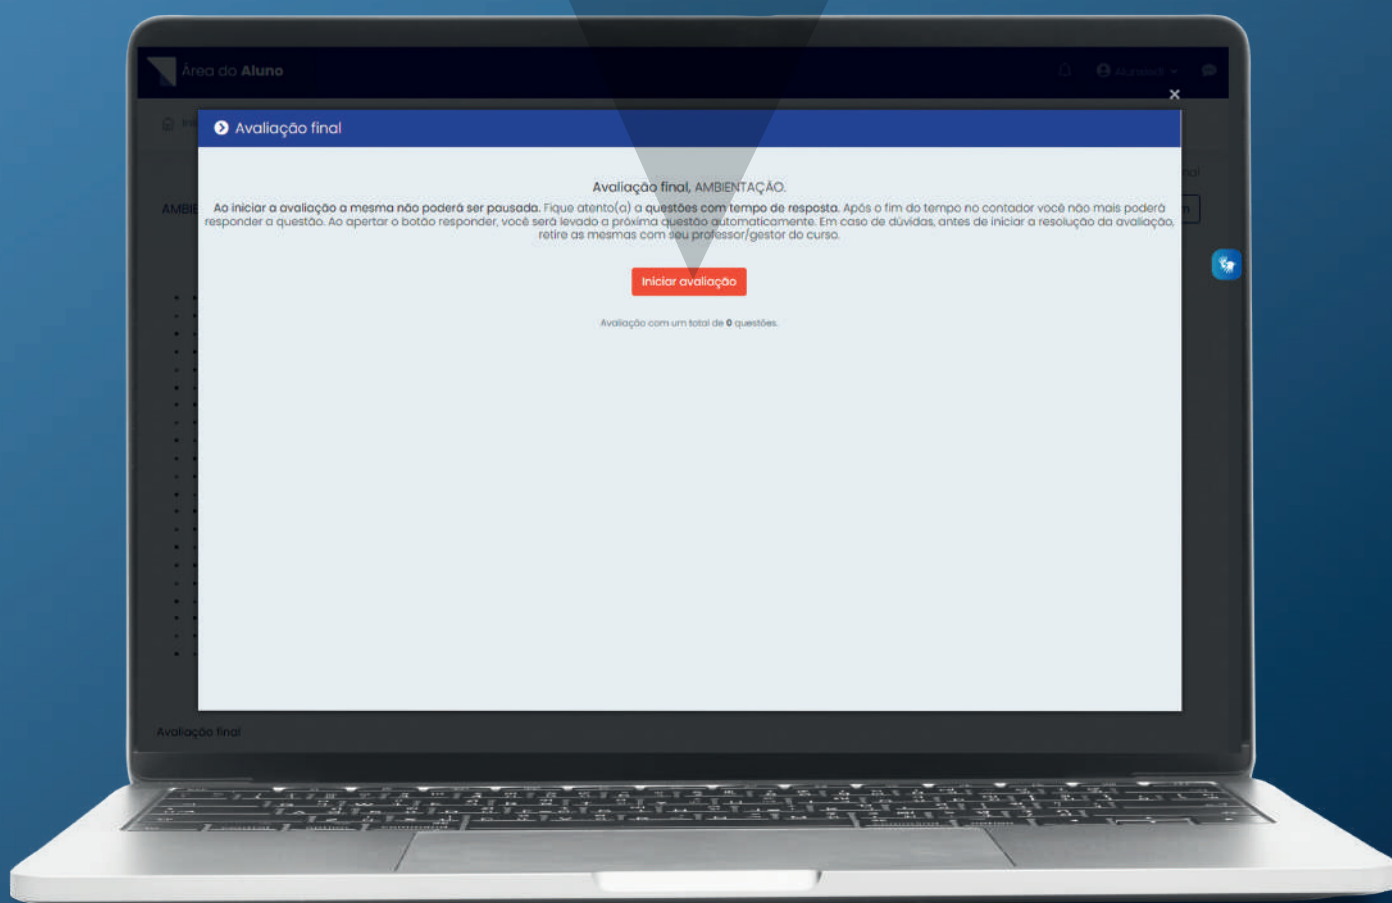 Área do Aluno
Avaliação final
Avaliação final, AMBIENTAÇÃO.
Ao iniciar a avaliação a mesma não poderá ser pausada. Fique atento(a) a questões com tempo de resposta. Após o fim do tempo no contador você não mais poderá
responder a questão. Ao apertar o botão responder, você será levado a próxima questão automaticamente. Em caso de dúvidas, antes de iniciar a resolução da avaliação,
retire as mesmas com seu professor/gestor do curso.
Iniciar avaliação
Avaliação com um total de 0 questões.
Avaliação final